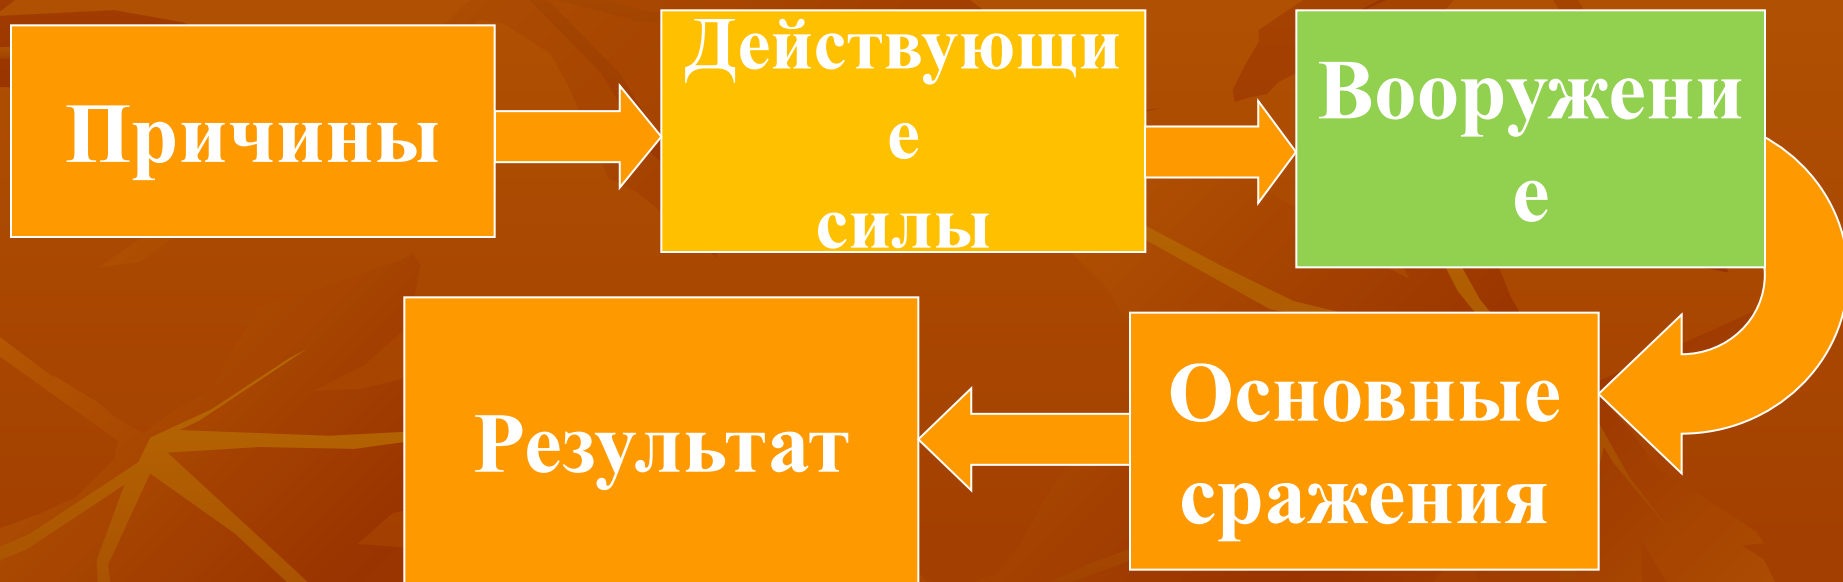 Причины
Действующи
е
силы
Вооружени
е
Основные
сражения
Результат